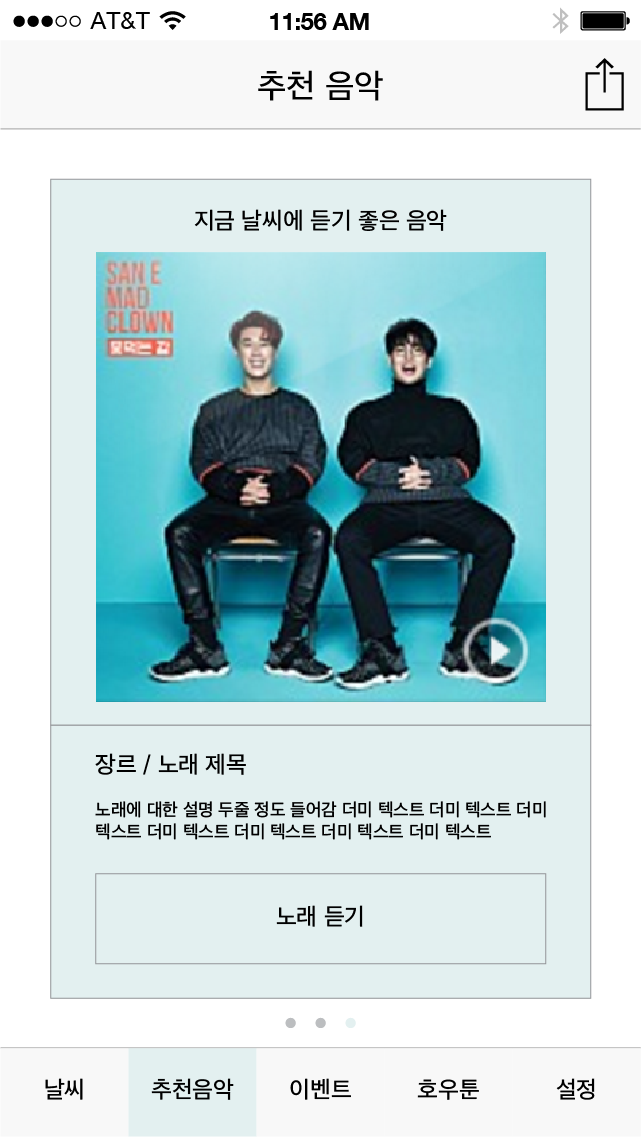 AT&T 11:56 AM
추천 음악
지금 날씨에 듣기 좋은 음악
SAN E
MAD
CLOWN
못먹는 감
장르 / 노래 제목
노래에 대한 설명 두줄 정도 들어감 더미 텍스트 더미 텍스트 더미
텍스트 더미 텍스트 더미 텍스트 더미 텍스트 더미 텍스트
노래 듣기
날씨 추천음악 이벤트 호우툰 설정